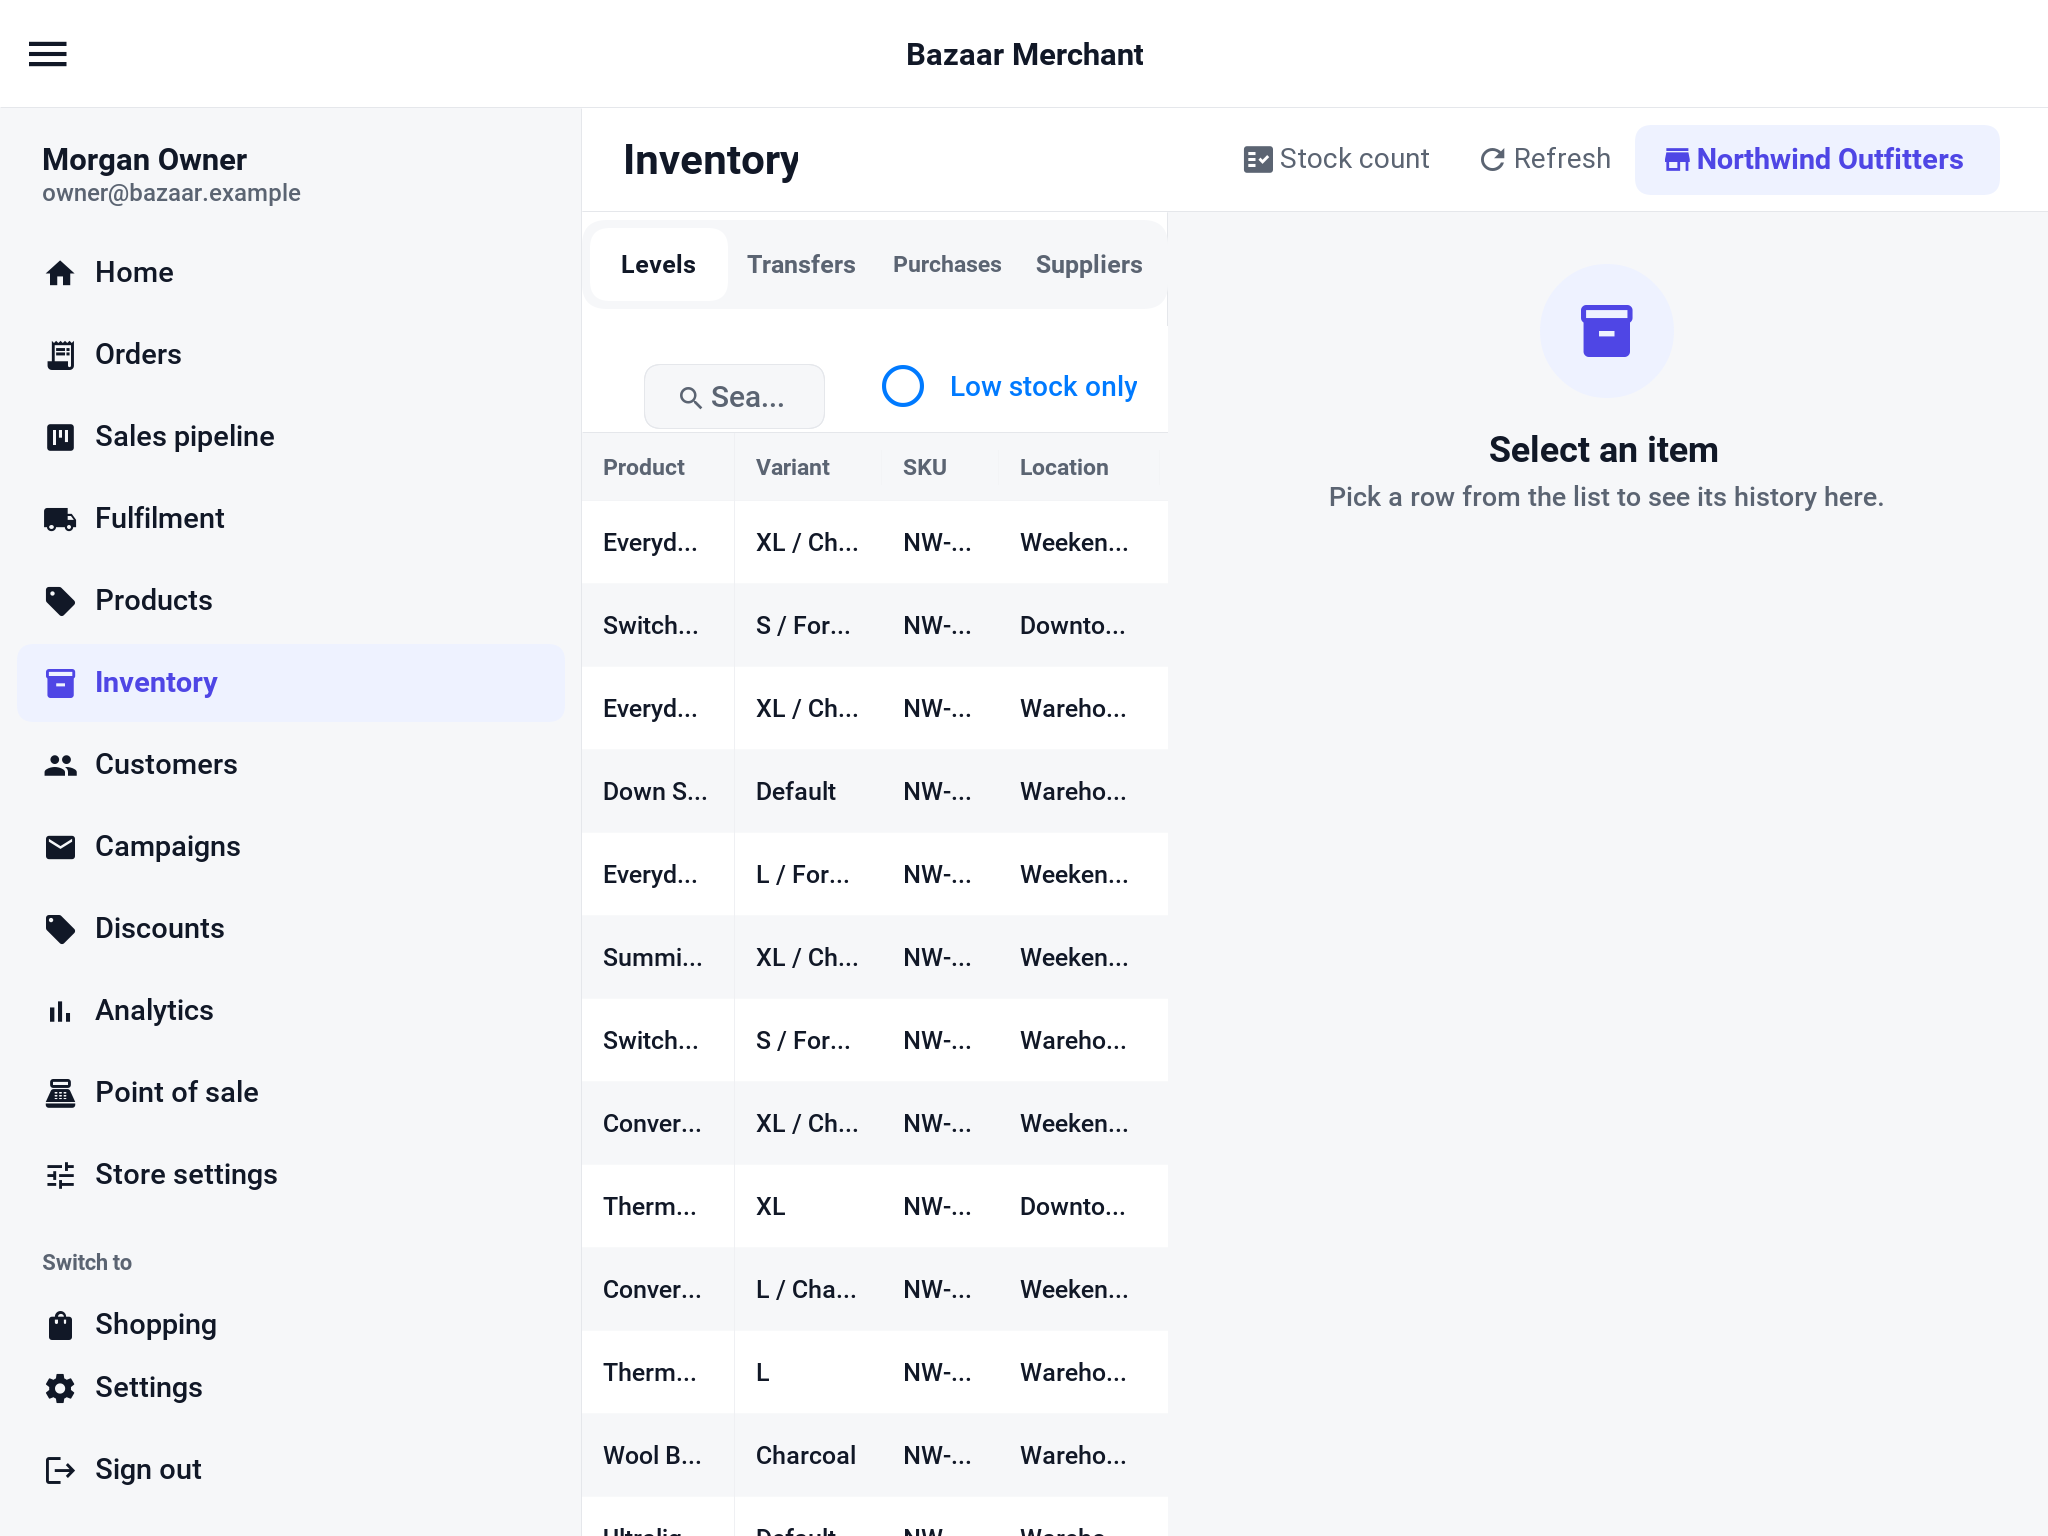 Bazaar Merchant
Morgan Owner
owner@bazaar.example
Home
Orders
Sales pipeline
Fulfilment
Products
Inventory
Customers
Campaigns
Discounts
Analytics
Point of sale
Store settings
Switch to
Shopping
Settings
Sign out
Inventory
Stock count
Refresh
Northwind Outfitters
Levels Transfers Purchases Suppliers
Sea...
Low stock only
Product Variant SKU Location
Everyd... XL / Ch... NW-... Weeken...
Switch... S / For... NW-... Downto...
Everyd... XL / Ch... NW-... Wareho...
Down S... Default NW-... Wareho...
Everyd... L / For... NW-... Weeken...
Summi... XL / Ch... NW-... Weeken...
Switch... S / For... NW-... Wareho...
Conver... XL / Ch... NW-... Weeken...
Therm... XL NW-... Downto...
Conver... L / Cha... NW-... Weeken...
Therm... L NW-... Wareho...
Wool B... Charcoal NW-... Wareho...
Ultralig... Default NW-... Wareho...
Select an item
Pick a row from the list to see its history here.